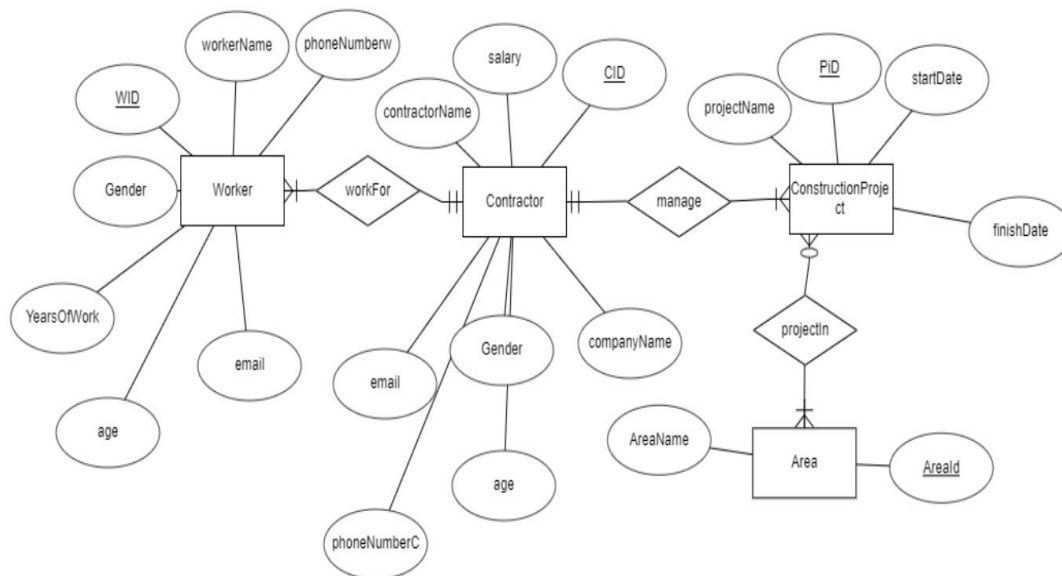 workerName
phoneNumberw
WID
Gender
Worker
YearsOfWork
age
email
workFor
salary
CID
contractorName
Contractor
email
phoneNumberC
Gender
age
companyName
manage
PiD
startDate
projectName
ConstructionProje
ct
finishDate
projectIn
AreaName
Area
AreaId